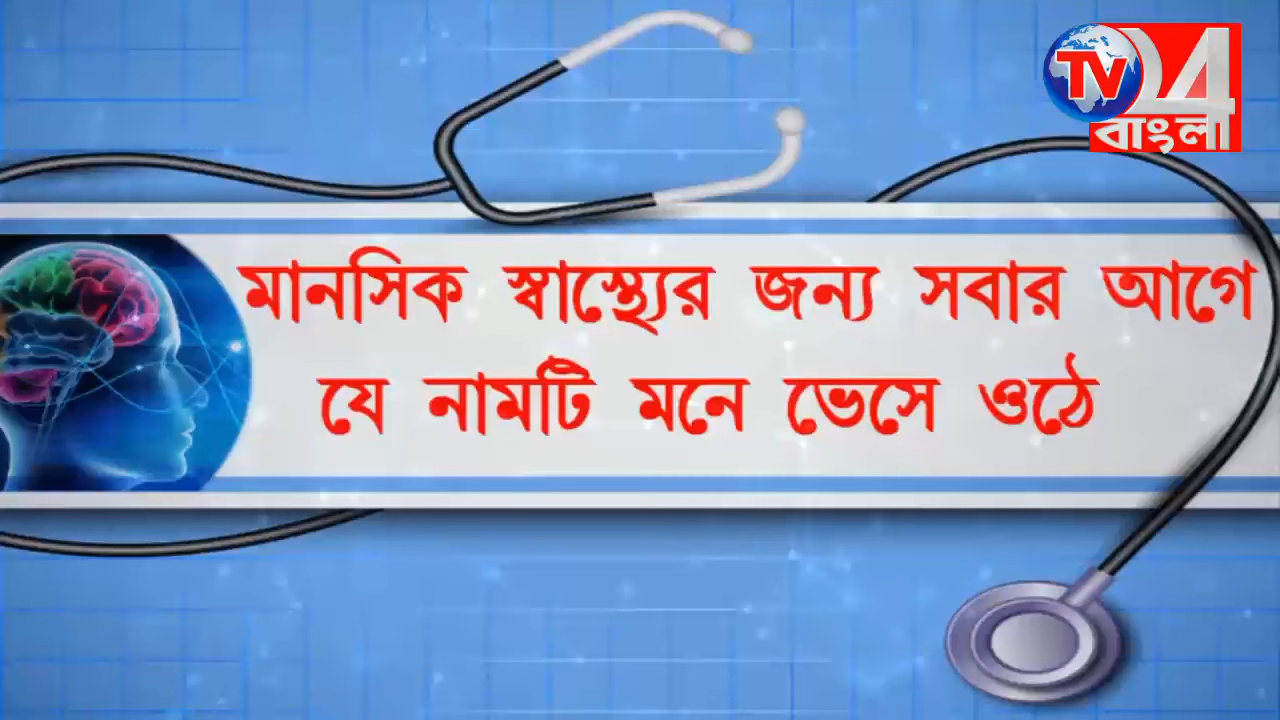 TV 24
বাংলা
মানসিক স্বাস্থ্যের জন্য সবার আগে
যে নামটি মনে ভেসে ওঠে